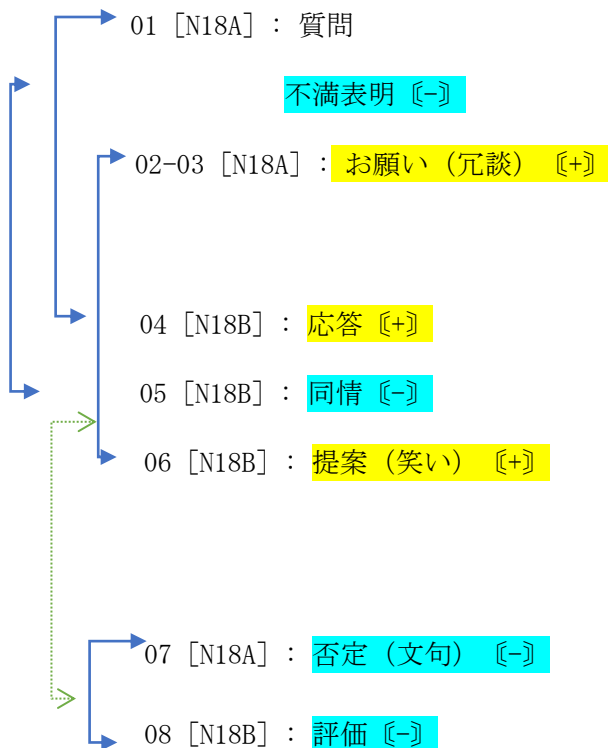 01 [N18A] : 質問
不満表明〔-〕
02-03 [N18A] : お願い（冗談）〔+〕
04 [N18B] : 応答〔+〕
05 [N18B] : 同情〔-〕
06 [N18B] : 提案（笑い）〔+〕
07 [N18A] : 否定（文句）〔-〕
08 [N18B] : 評価〔-〕